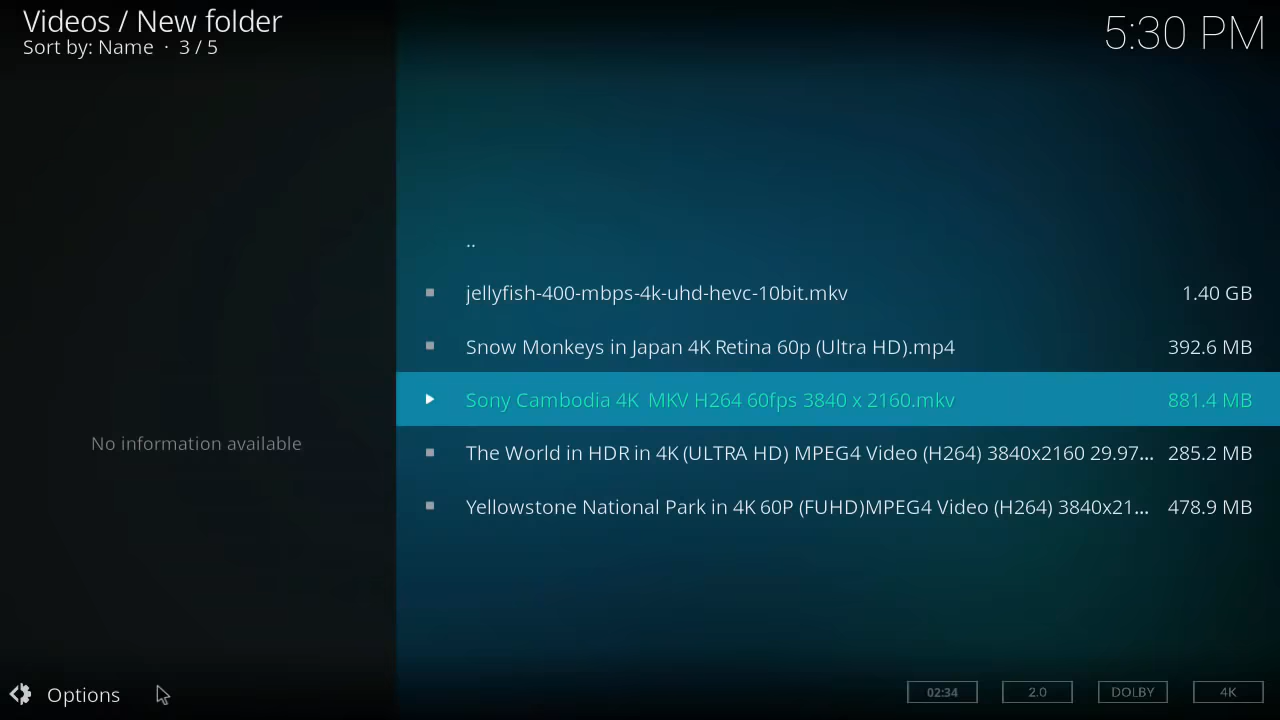 Videos / New folder
Sort by: Name · 3 / 5
5:30 PM
..
jellyfish-400-mbps-4k-uhd-hevc-10bit.mkv 1.40 GB
Snow Monkeys in Japan 4K Retina 60p (Ultra HD).mp4 392.6 MB
Sony Cambodia 4K  MKV H264 60fps 3840 x 2160.mkv 881.4 MB
The World in HDR in 4K (ULTRA HD) MPEG4 Video (H264) 3840x2160 29.97... 285.2 MB
Yellowstone National Park in 4K 60P (FUHD)MPEG4 Video (H264) 3840x21... 478.9 MB
No information available
Options
02:34 2.0 DOLBY 4K